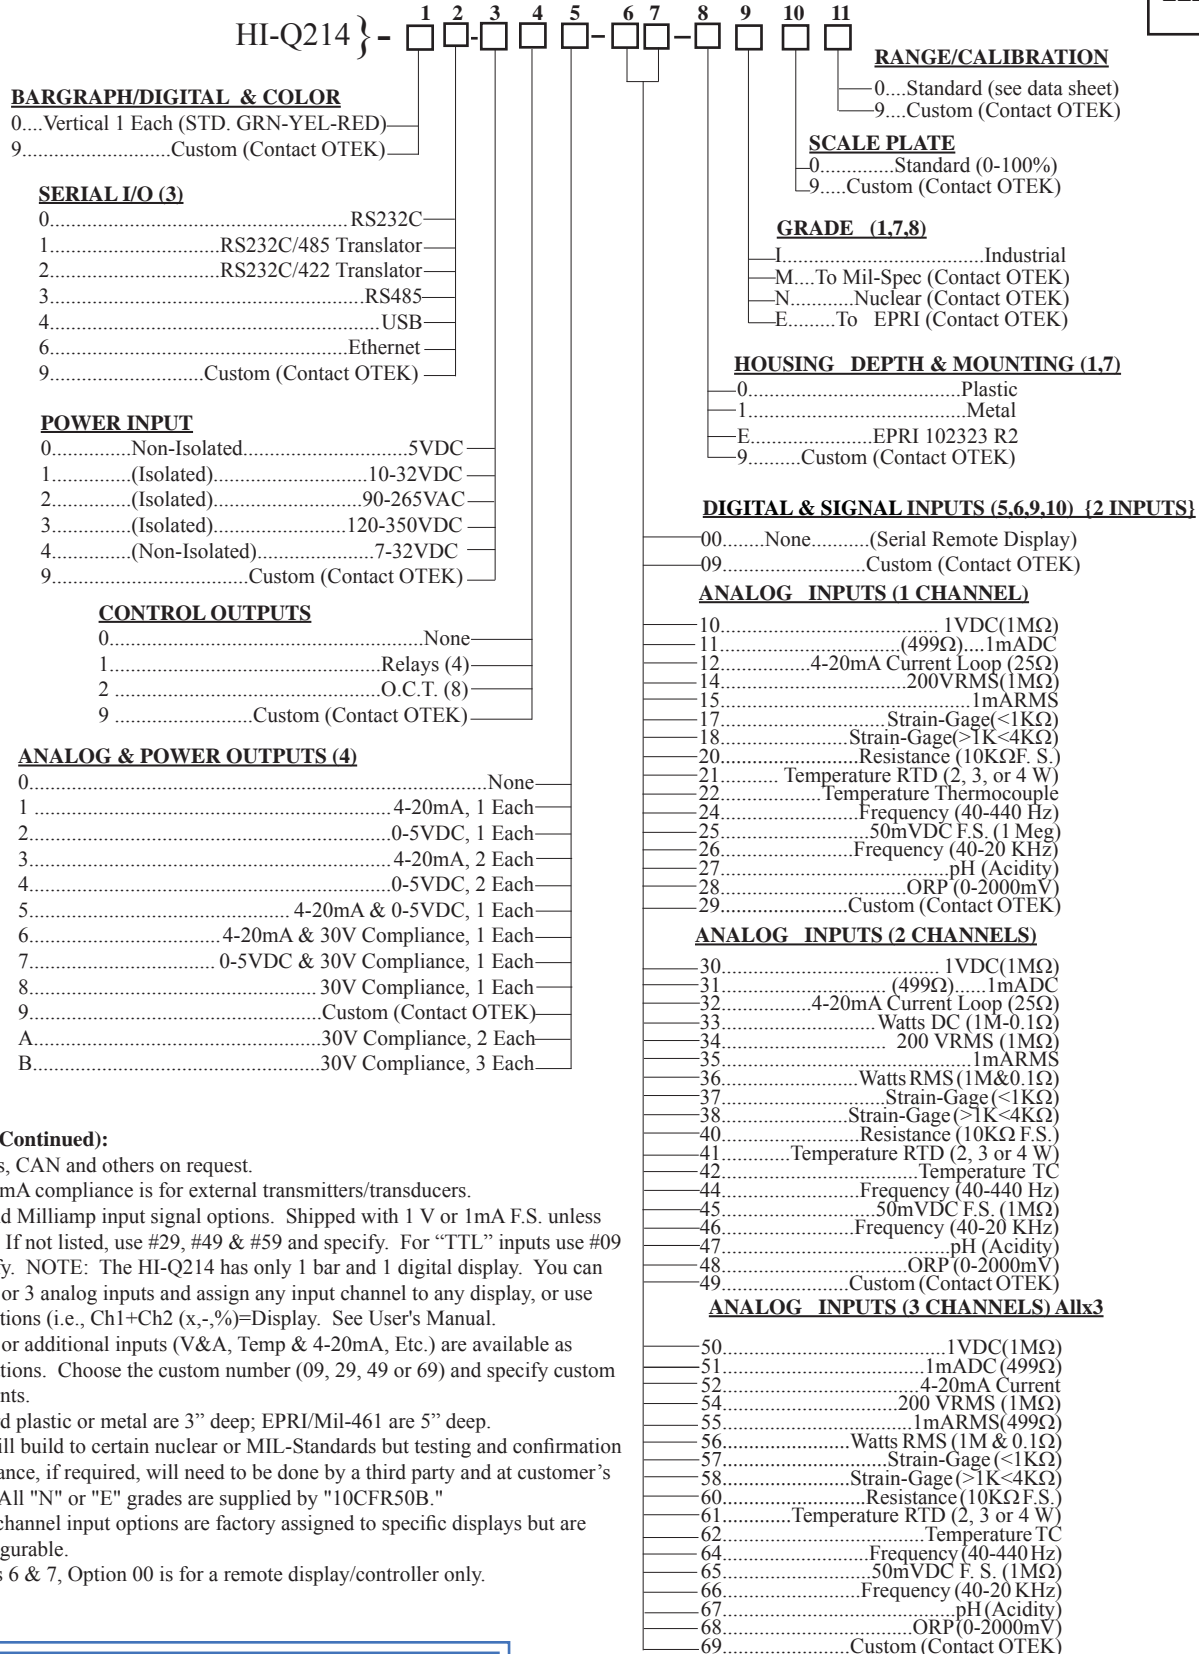 1 2 3 4 5 6 7 8 9 10 11
HI-Q214 } - - - -
BARGRAPH/DIGITAL & COLOR
0....Vertical 1 Each (STD. GRN-YEL-RED)
9..........................Custom (Contact OTEK)
SERIAL I/O (3)
0..........................RS232C
1..........................RS232C/485 Translator
2..........................RS232C/422 Translator
3..........................RS485
4..........................USB
6..........................Ethernet
9..........................Custom (Contact OTEK)
POWER INPUT
0..............Non-Isolated....................5VDC
1..............(Isolated)....................10-32VDC
2..............(Isolated)....................90-265VAC
3..............(Isolated)....................120-350VDC
4..............(Non-Isolated)....................7-32VDC
9..........................Custom (Contact OTEK)
CONTROL OUTPUTS
0..........................None
1..........................Relays (4)
2 ..........................O.C.T. (8)
9 ..........................Custom (Contact OTEK)
ANALOG & POWER OUTPUTS (4)
0..........................None
1 ..........................4-20mA, 1 Each
2..........................0-5VDC, 1 Each
3..........................4-20mA, 2 Each
4..........................0-5VDC, 2 Each
5..........................4-20mA & 0-5VDC, 1 Each
6..........................4-20mA & 30V Compliance, 1 Each
7..........................0-5VDC & 30V Compliance, 1 Each
8..........................30V Compliance, 1 Each
9..........................Custom (Contact OTEK)
A..........................30V Compliance, 2 Each
B..........................30V Compliance, 3 Each
Continued):
s, CAN and others on request.
mA compliance is for external transmitters/transducers.
d Milliamp input signal options. Shipped with 1 V or 1mA F.S. unless
If not listed, use #29, #49 & #59 and specify. For “TTL” inputs use #09
fy. NOTE: The HI-Q214 has only 1 bar and 1 digital display. You can
or 3 analog inputs and assign any input channel to any display, or use
tions (i.e., Ch1+Ch2 (x,-,%)=Display. See User's Manual.
or additional inputs (V&A, Temp & 4-20mA, Etc.) are available as
tions. Choose the custom number (09, 29, 49 or 69) and specify custom
nts.
d plastic or metal are 3” deep; EPRI/Mil-461 are 5” deep.
ill build to certain nuclear or MIL-Standards but testing and confirmation
ance, if required, will need to be done by a third party and at customer’s
All "N" or "E" grades are supplied by "10CFR50B."
channel input options are factory assigned to specific displays but are
gurable.
s 6 & 7, Option 00 is for a remote display/controller only.
RANGE/CALIBRATION
0....Standard (see data sheet)
9....Custom (Contact OTEK)
SCALE PLATE
0..............Standard (0-100%)
9.....Custom (Contact OTEK)
GRADE (1,7,8)
I..........................Industrial
M....To Mil-Spec (Contact OTEK)
N............Nuclear (Contact OTEK)
E.........To EPRI (Contact OTEK)
HOUSING DEPTH & MOUNTING (1,7)
0..........................Plastic
1..........................Metal
E..........................EPRI 102323 R2
9..........Custom (Contact OTEK)
DIGITAL & SIGNAL INPUTS (5,6,9,10) {2 INPUTS}
00........None..........(Serial Remote Display)
09..........................Custom (Contact OTEK)
ANALOG INPUTS (1 CHANNEL)
10..........................1VDC(1MΩ)
11..........................(499Ω)....1mADC
12................4-20mA Current Loop (25Ω)
14..........................200VRMS(1MΩ)
15..........................1mARMS
17..........................Strain-Gage(<1KΩ)
18..........................Strain-Gage(>1K<4KΩ)
20..........................Resistance (10KΩF. S.)
21........... Temperature RTD (2, 3, or 4 W)
22....................Temperature Thermocouple
24..........................Frequency (40-440 Hz)
25..........................50mVDC F.S. (1 Meg)
26..........................Frequency (40-20 KHz)
27..........................pH (Acidity)
28..........................ORP (0-2000mV)
29..........................Custom (Contact OTEK)
ANALOG INPUTS (2 CHANNELS)
30..........................1VDC(1MΩ)
31..........................(499Ω)......1mADC
32................4-20mA Current Loop (25Ω)
33..........................Watts DC (1M-0.1Ω)
34..........................200 VRMS (1MΩ)
35..........................1mARMS
36..........................Watts RMS (1M&0.1Ω)
37..........................Strain-Gage (<1KΩ)
38..........................Strain-Gage (>1K<4KΩ)
40..........................Resistance (10KΩ F.S.)
41............Temperature RTD (2, 3 or 4 W)
42..........................Temperature TC
44..........................Frequency (40-440 Hz)
45..........................50mVDC F.S. (1MΩ)
46..........................Frequency (40-20 KHz)
47..........................pH (Acidity)
48..........................ORP (0-2000mV)
49..........................Custom (Contact OTEK)
ANALOG INPUTS (3 CHANNELS) Allx3
50..........................1VDC(1MΩ)
51..........................1mADC (499Ω)
52..........................4-20mA Current
54..........................200 VRMS (1MΩ)
55..........................1mARMS(499Ω)
56..........................Watts RMS (1M & 0.1Ω)
57..........................Strain-Gage (<1KΩ)
58..........................Strain-Gage (>1K<4KΩ)
60..........................Resistance (10KΩ F.S.)
61............Temperature RTD (2, 3 or 4 W)
62..........................Temperature TC
64..........................Frequency (40-440 Hz)
65..........................50mVDC F. S. (1MΩ)
66..........................Frequency (40-20 KHz)
67..........................pH (Acidity)
68..........................ORP (0-2000mV)
69..........................Custom (Contact OTEK)